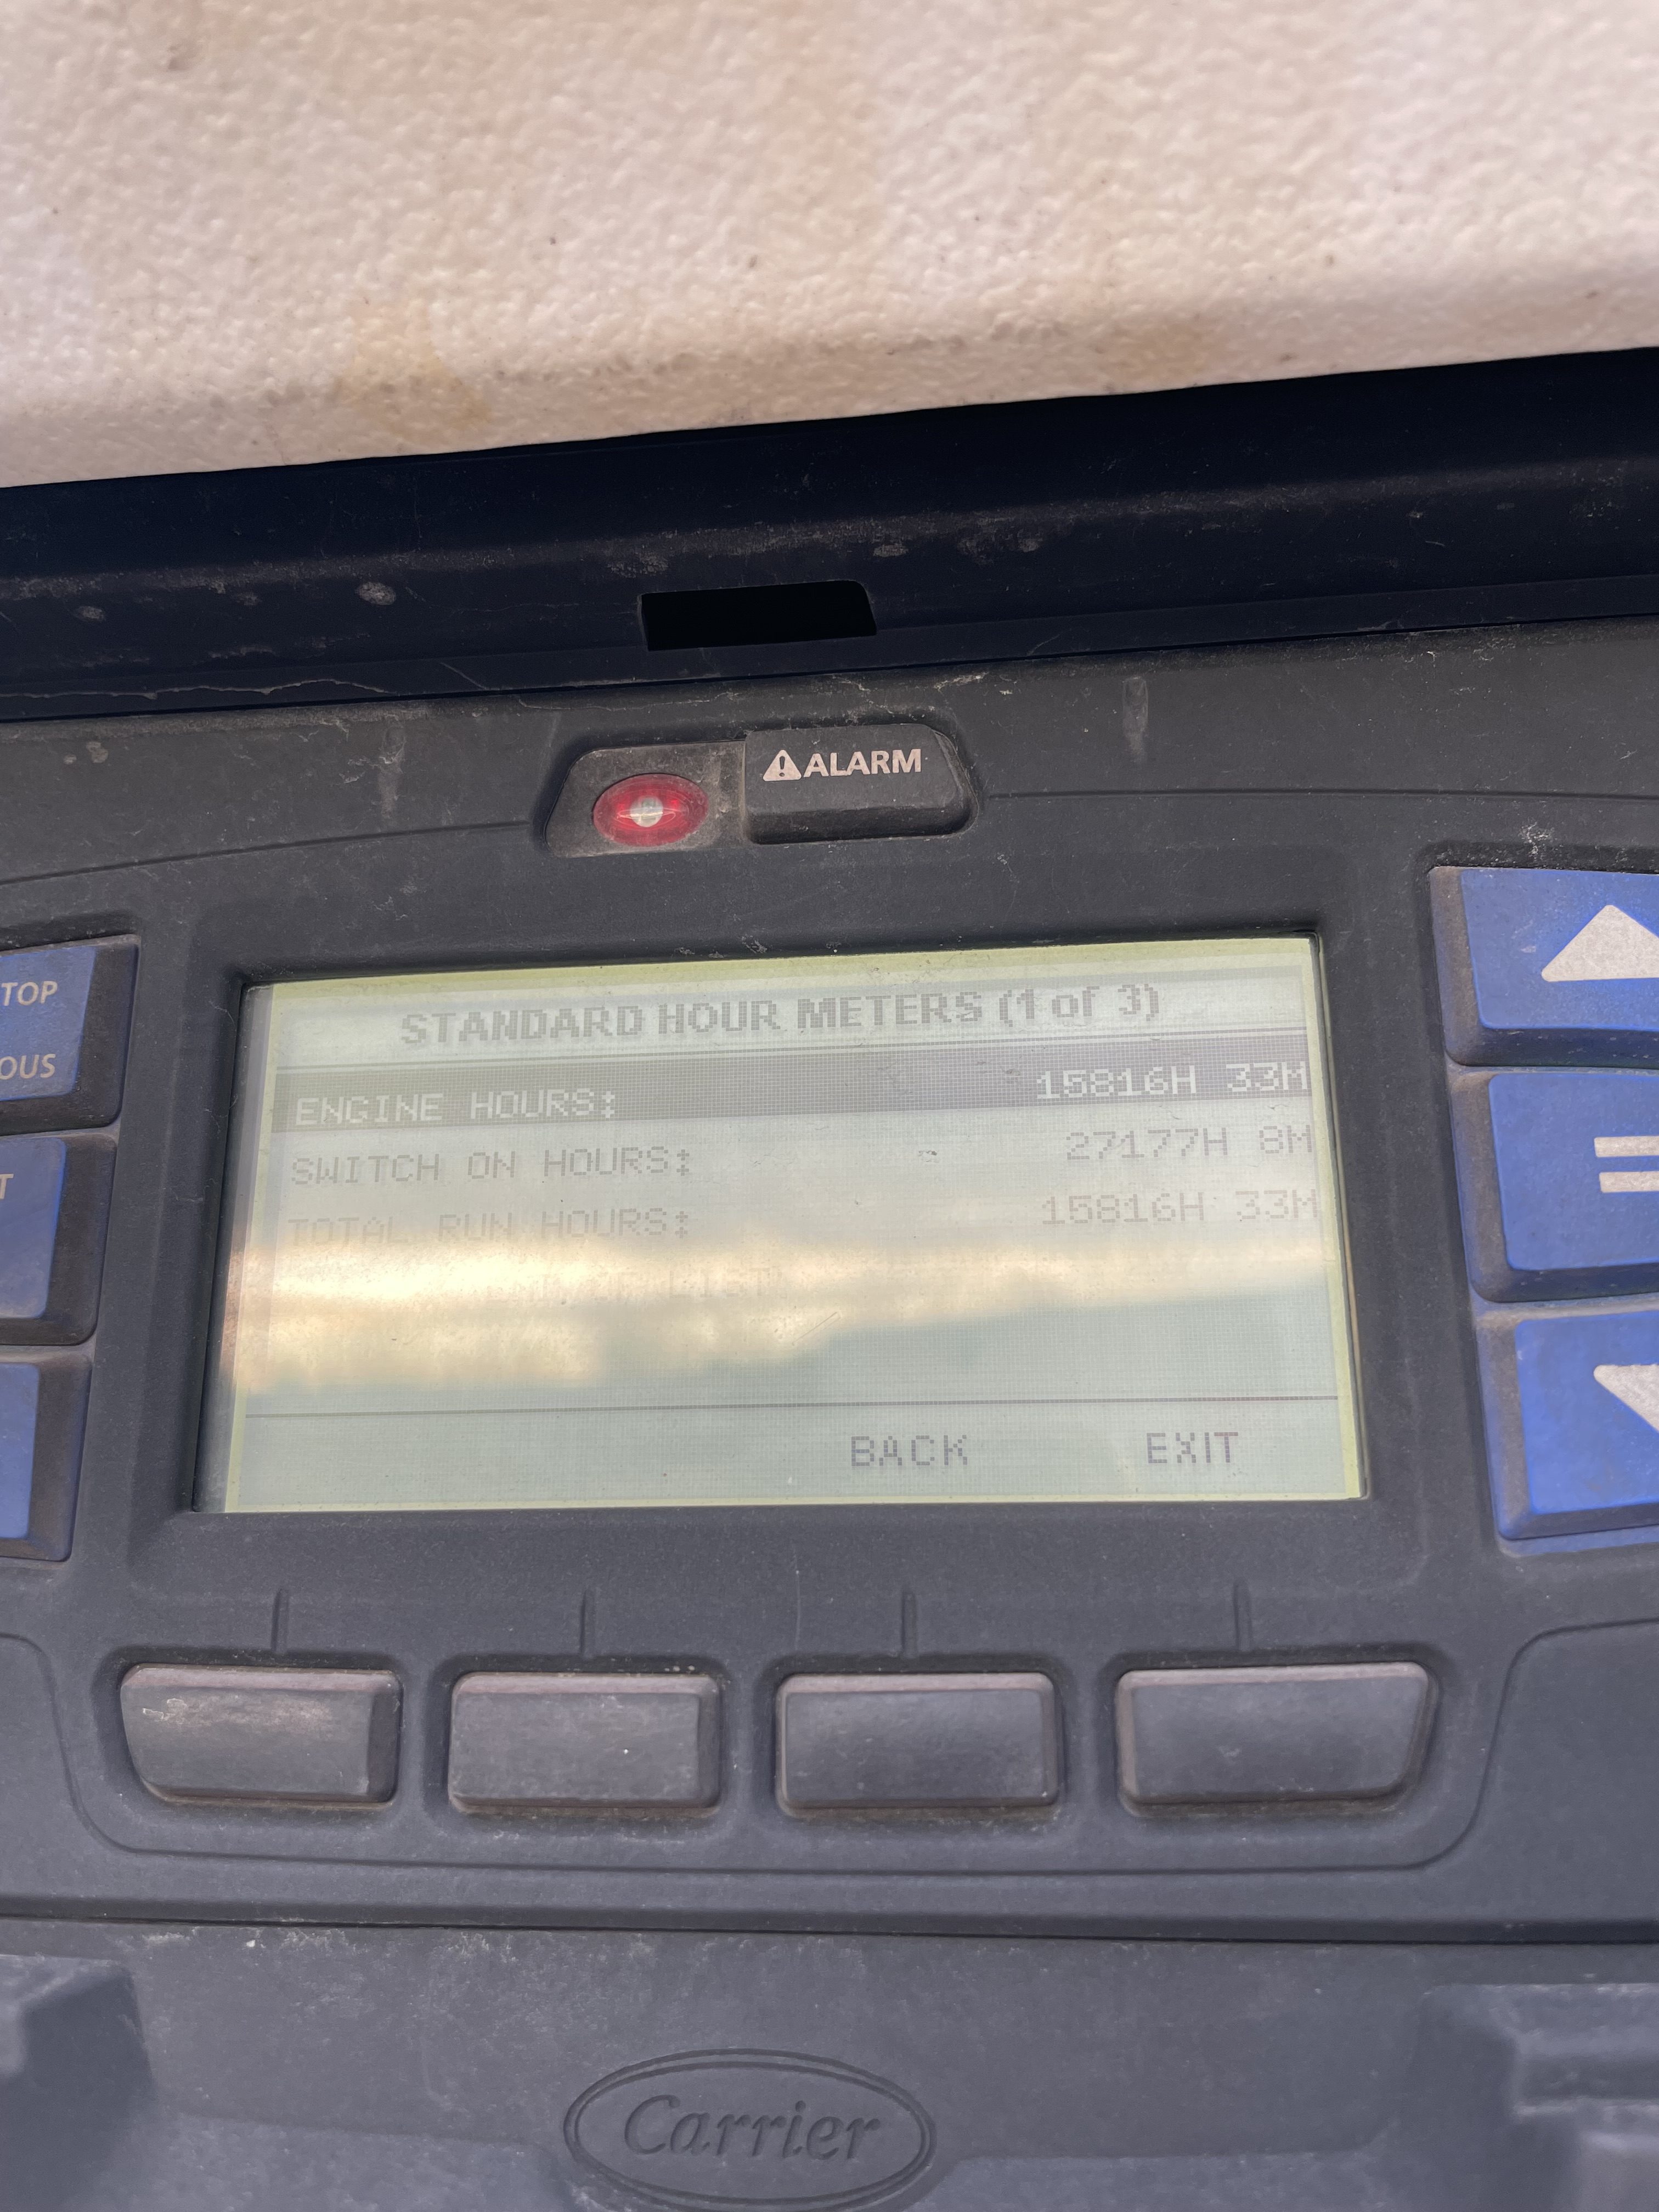 ALARM
TOP
OUS
T
STANDARD HOUR METERS (1 of 3)
ENGINE HOURS: 15816H 33M
SWITCH ON HOURS: 27177H 8M
TOTAL RUN HOURS: 15816H 33M
LIST
BACK EXIT
Carrier